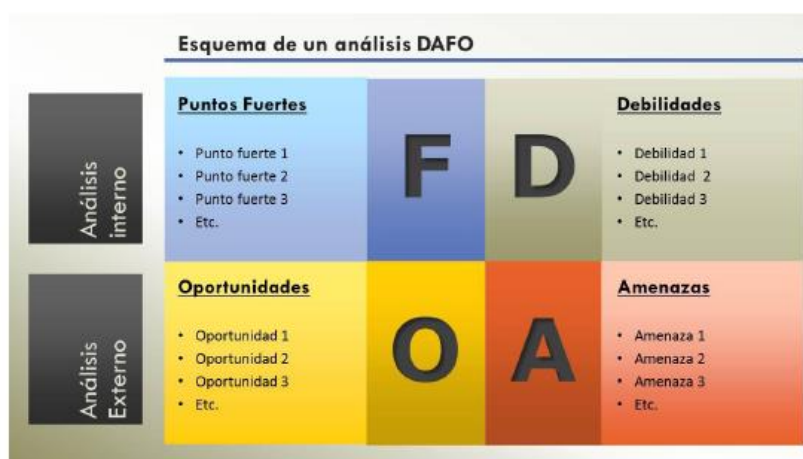 Esquema de un análisis DAFO
Análisis
interno
Puntos Fuertes
• Punto fuerte 1
• Punto fuerte 2
• Punto fuerte 3
• Etc.
F
D
Debilidades
• Debilidad 1
• Debilidad 2
• Debilidad 3
• Etc.
Análisis
Externo
Oportunidades
• Oportunidad 1
• Oportunidad 2
• Oportunidad 3
• Etc.
O
A
Amenazas
• Amenaza 1
• Amenaza 2
• Amenaza 3
• Etc.